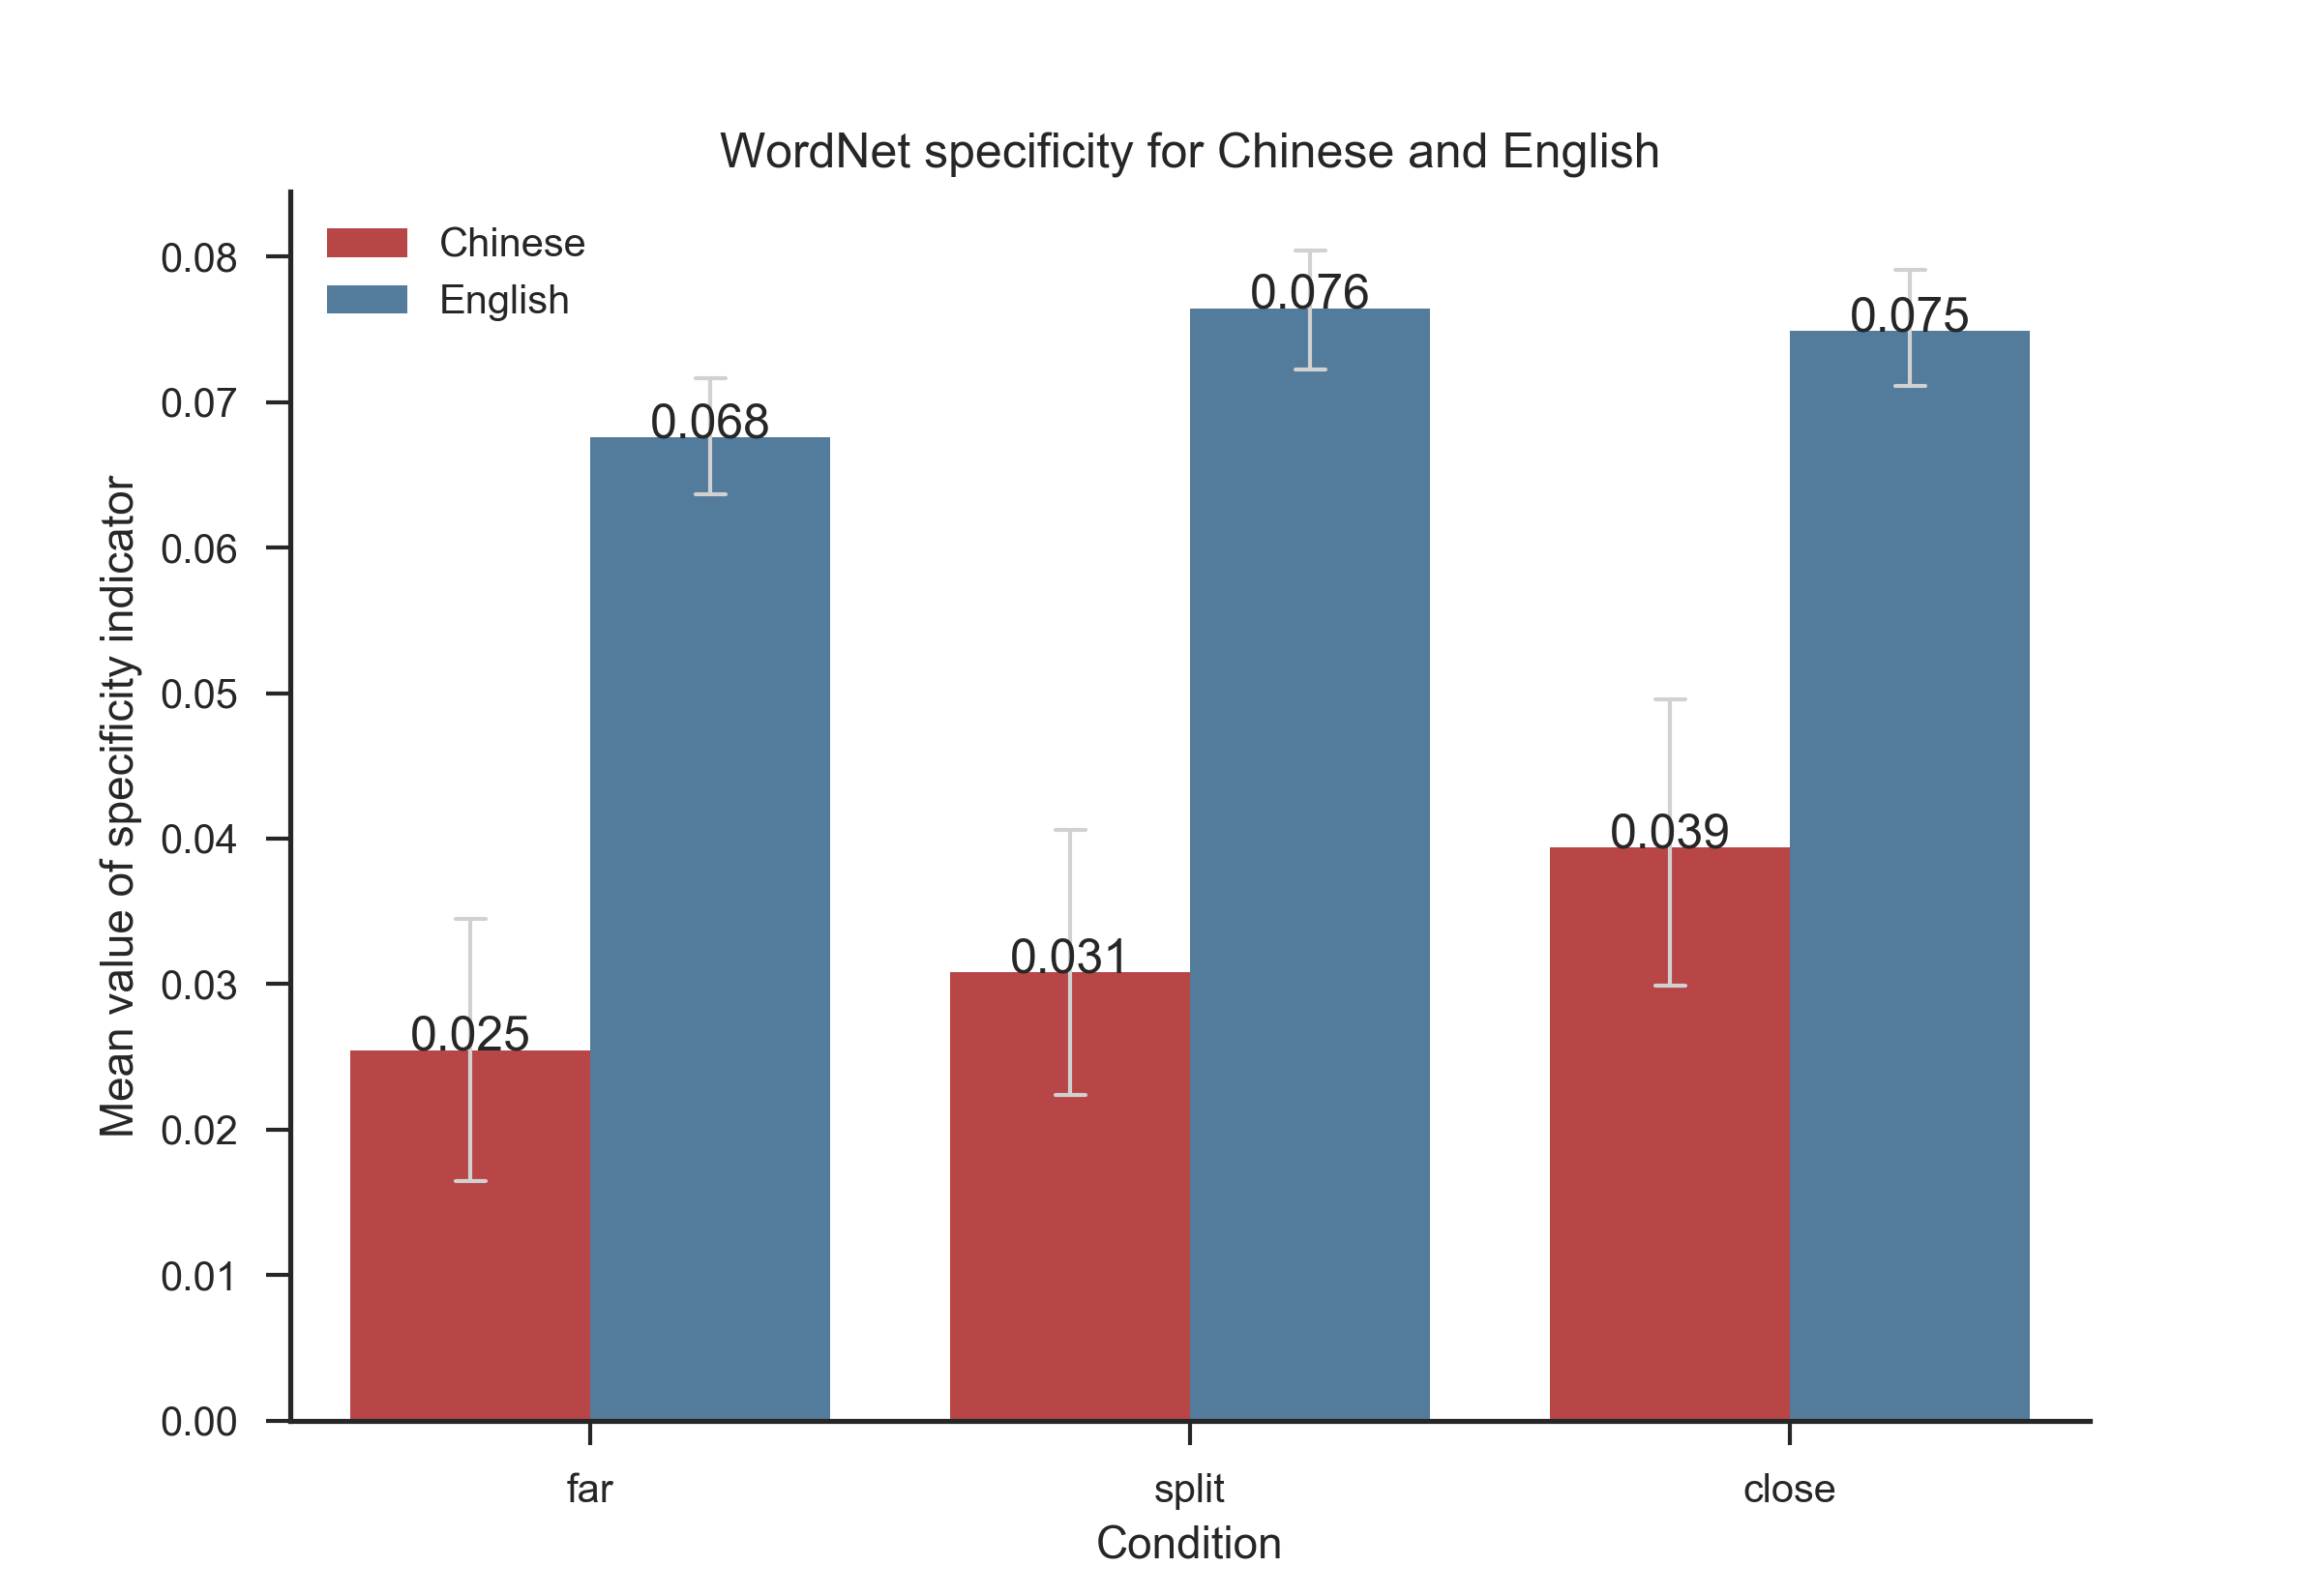 WordNet specificity for Chinese and English
Chinese
English
Mean value of specificity indicator
0.08
0.07
0.06
0.05
0.04
0.03
0.02
0.01
0.00
0.025
0.068
0.031
0.076
0.039
0.075
far
split
close
Condition